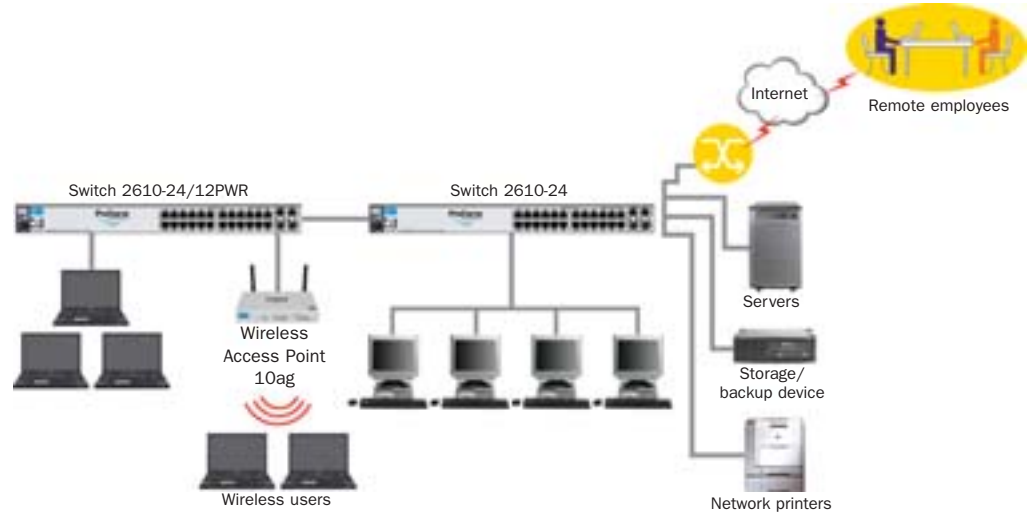 Internet
Remote employees
Switch 2610-24/12PWR
Switch 2610-24
Servers
Wireless
Access Point
10ag
Storage/
backup device
Wireless users
Network printers